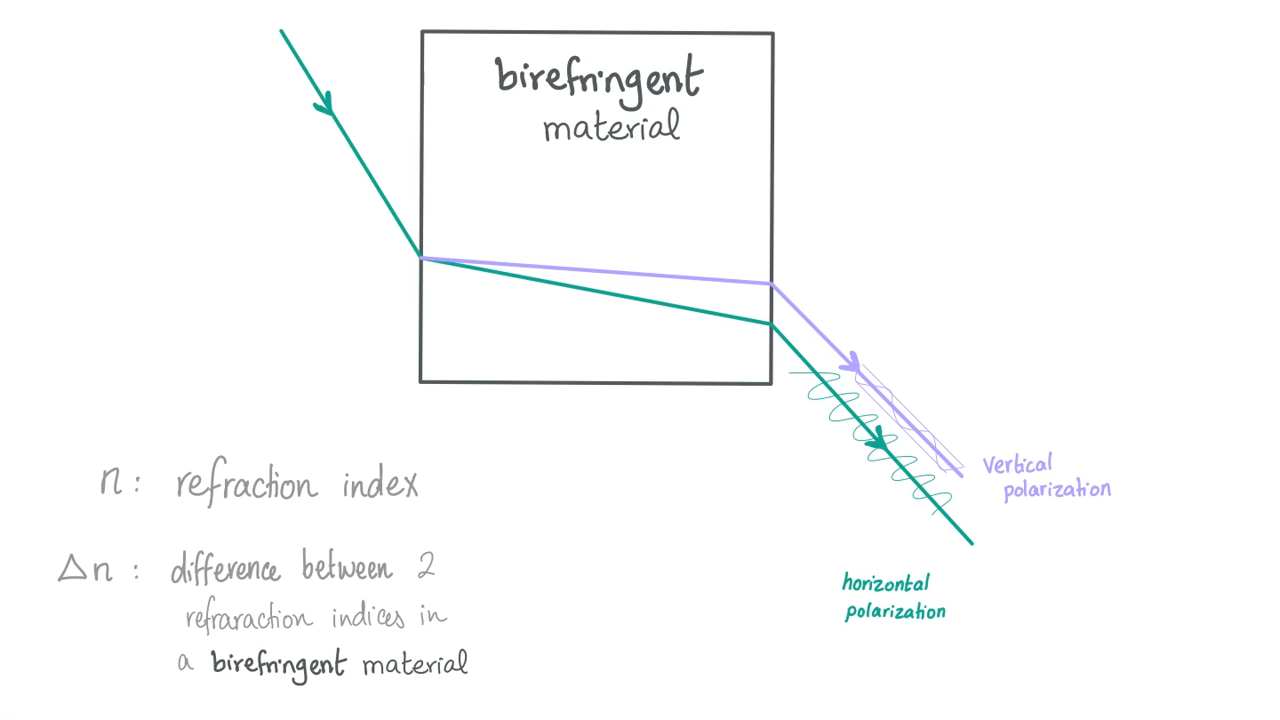 birefringent
material
n: refraction index
Δn: difference between 2
refraraction indices in
a birefringent material
Vertical
polarization
horizontal
polarization